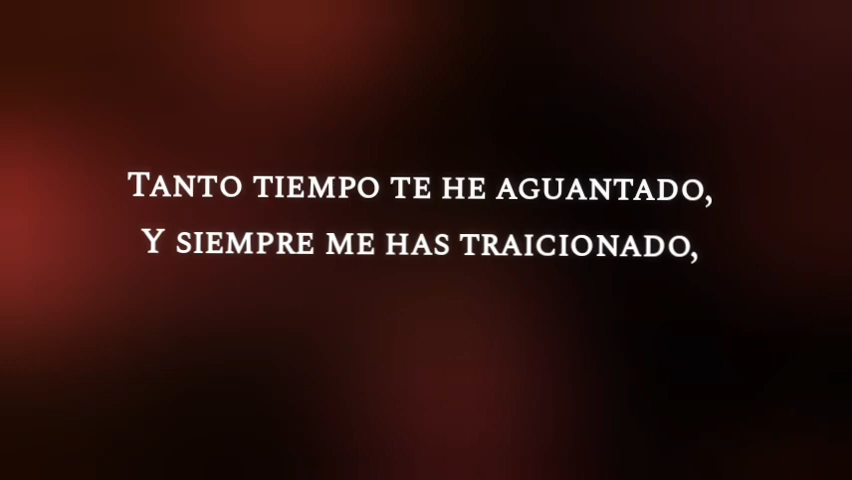 Tanto tiempo te he aguantado,
y siempre me has traicionado,